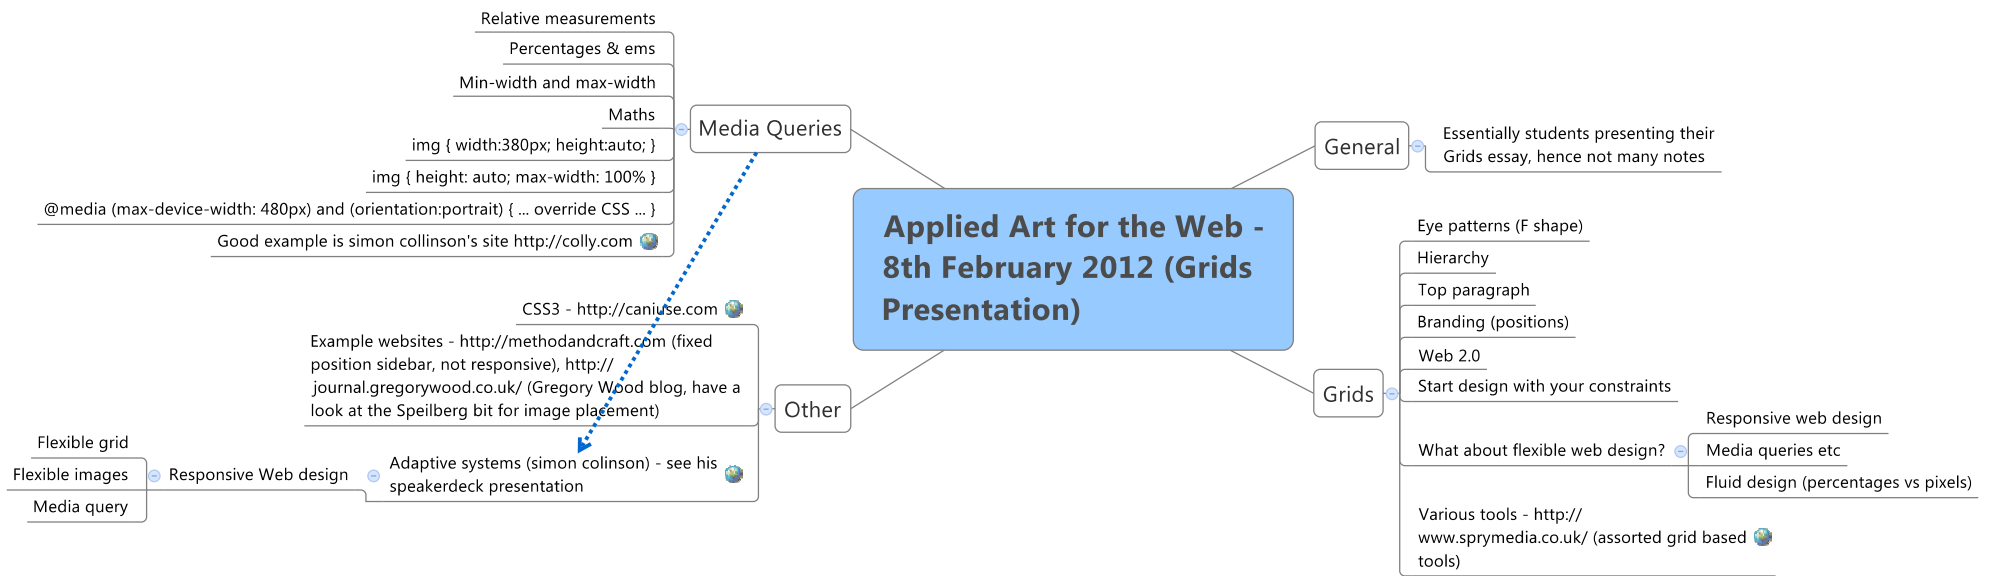 Applied Art for the Web -
8th February 2012 (Grids
Presentation)
General
Essentially students presenting their
Grids essay, hence not many notes
Grids
Eye patterns (F shape)
Hierarchy
Top paragraph
Branding (positions)
Web 2.0
Start design with your constraints
What about flexible web design?
Responsive web design
Media queries etc
Fluid design (percentages vs pixels)
Various tools - http://
www.sprymedia.co.uk/ (assorted grid based
tools)
Media Queries
Relative measurements
Percentages & ems
Min-width and max-width
Maths
img { width:380px; height:auto; }
img { height: auto; max-width: 100% }
@media (max-device-width: 480px) and (orientation:portrait) { ... override CSS ... }
Good example is simon collinson's site http://colly.com
Other
CSS3 - http://caniuse.com
Example websites - http://methodandcraft.com (fixed
position sidebar, not responsive), http://
journal.gregorywood.co.uk/ (Gregory Wood blog, have a
look at the Speilberg bit for image placement)
Adaptive systems (simon colinson) - see his
speakerdeck presentation
Responsive Web design
Flexible grid
Flexible images
Media query